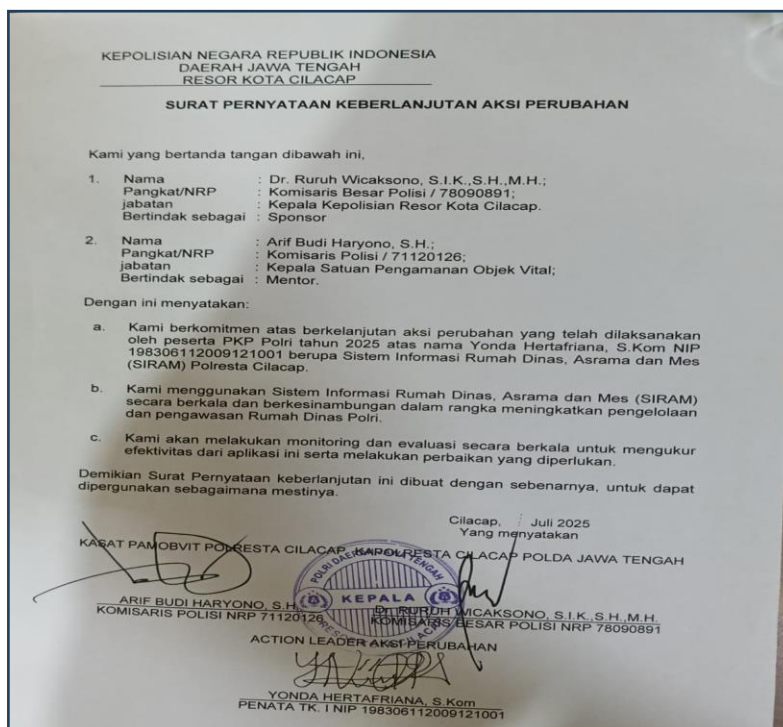 KEPOLISIAN NEGARA REPUBLIK INDONESIA
DAERAH JAWA TENGAH
RESOR KOTA CILACAP
SURAT PERNYATAAN KEBERLANJUTAN AKSI PERUBAHAN
Kami yang bertanda tangan dibawah ini,
1. Nama : Dr. Ruruh Wicaksono, S.I.K.,S.H.,M.H.;
Pangkat/NRP : Komisaris Besar Polisi / 78090891;
jabatan : Kepala Kepolisian Resor Kota Cilacap.
Bertindak sebagai : Sponsor
2. Nama : Arif Budi Haryono, S.H.;
Pangkat/NRP : Komisaris Polisi / 71120126;
jabatan : Kepala Satuan Pengamanan Objek Vital;
Bertindak sebagai : Mentor.
Dengan ini menyatakan:
a. Kami berkomitmen atas berkelanjutan aksi perubahan yang telah dilaksanakan
oleh peserta PKP Polri tahun 2025 atas nama Yonda Hertafriana, S.Kom NIP
198306112009121001 berupa Sistem Informasi Rumah Dinas, Asrama dan Mes
(SIRAM) Polresta Cilacap.
b. Kami menggunakan Sistem Informasi Rumah Dinas, Asrama dan Mes (SIRAM)
secara berkala dan berkesinambungan dalam rangka meningkatkan pengelolaan
dan pengawasan Rumah Dinas Polri.
c. Kami akan melakukan monitoring dan evaluasi secara berkala untuk mengukur
efektivitas dari aplikasi ini serta melakukan perbaikan yang diperlukan.
Demikian Surat Pernyataan keberlanjutan ini dibuat dengan sebenarnya, untuk dapat
dipergunakan sebagaimana mestinya.
Cilacap, Juli 2025
Yang menyatakan
KASAT PAMOBVIT POLRESTA CILACAP KAPOLRESTA CILACAP POLDA JAWA TENGAH
POLRI DAERAH JAWA TENGAH
KEPALA
ARIF BUDI HARYONO, S.H. Dr. RURUH WICAKSONO, S.I.K.,S.H.,M.H.
KOMISARIS POLISI NRP 71120126 KOMISARIS BESAR POLISI NRP 78090891
ACTION LEADER AKSI PERUBAHAN
YONDA HERTAFRIANA, S.Kom
PENATA TK. I NIP 198306112009121001